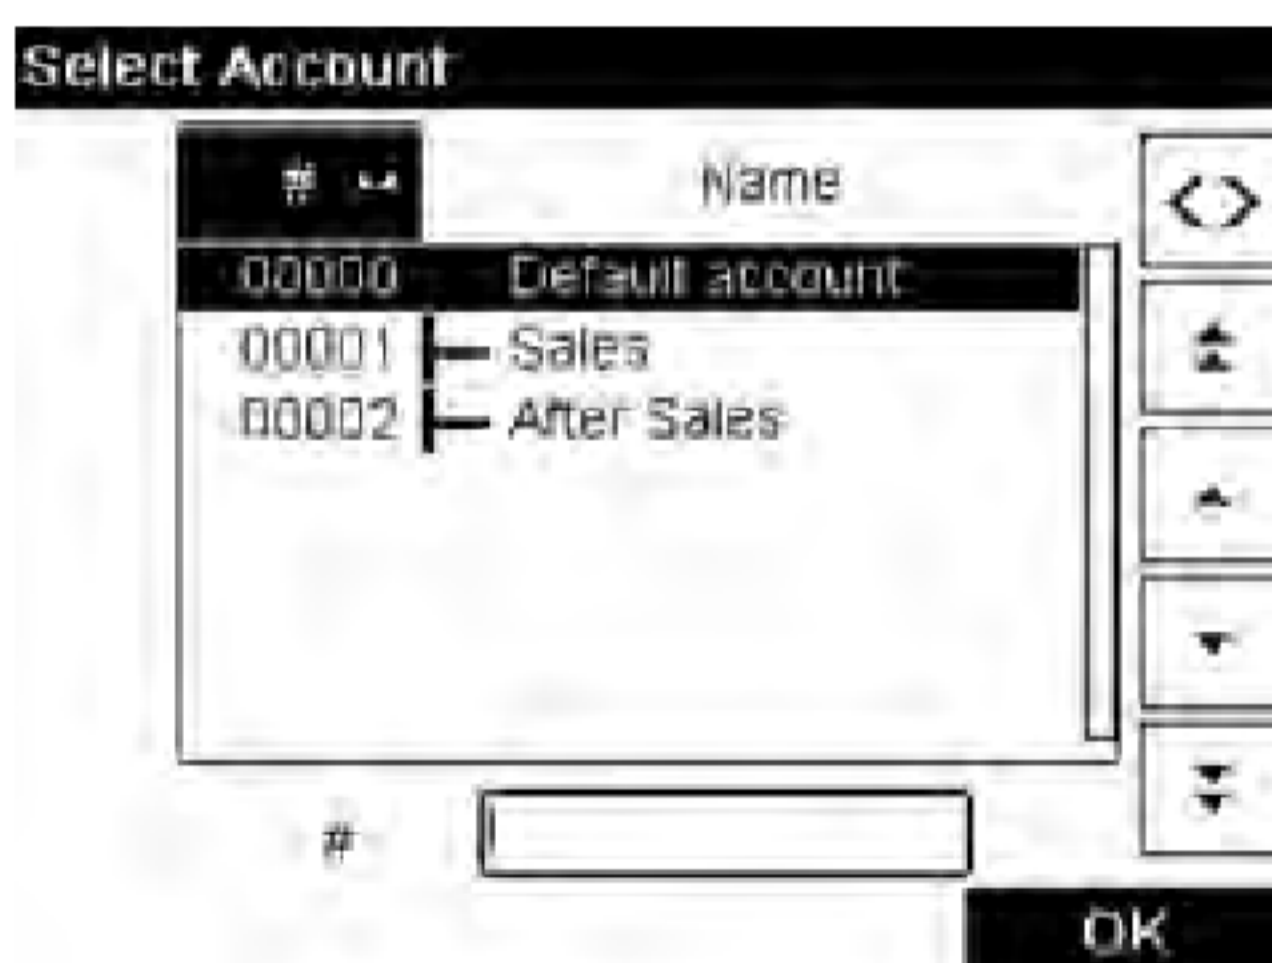 Select Account
# Name
00000 Default account
00001 Sales
00002 After Sales
#
OK